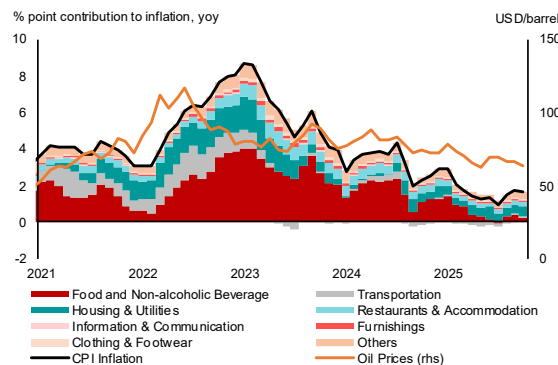 % point contribution to inflation, yoy USD/barrel
10 150
8
6 100
4
2 50
0
-2 0
2021 2022 2023 2024 2025
Food and Non-alcoholic Beverage Transportation
Housing & Utilities Restaurants & Accommodation
Information & Communication Furnishings
Clothing & Footwear Others
CPI Inflation Oil Prices (rhs)